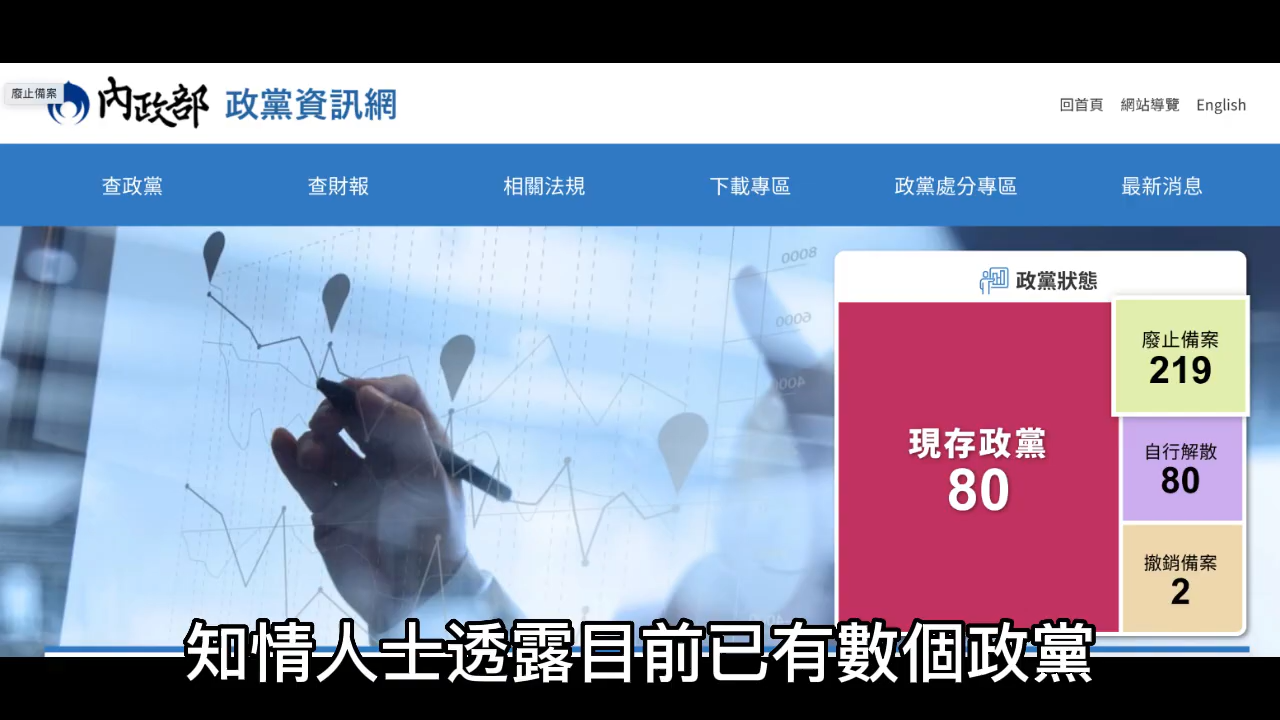 廢止備案
內政部 政黨資訊網
回首頁 網站導覽 English
查政黨 查財報 相關法規 下載專區 政黨處分專區 最新消息
8000
6000
4000
政黨狀態
現存政黨
80
廢止備案
219
自行解散
80
撤銷備案
2
知情人士透露目前已有數個政黨